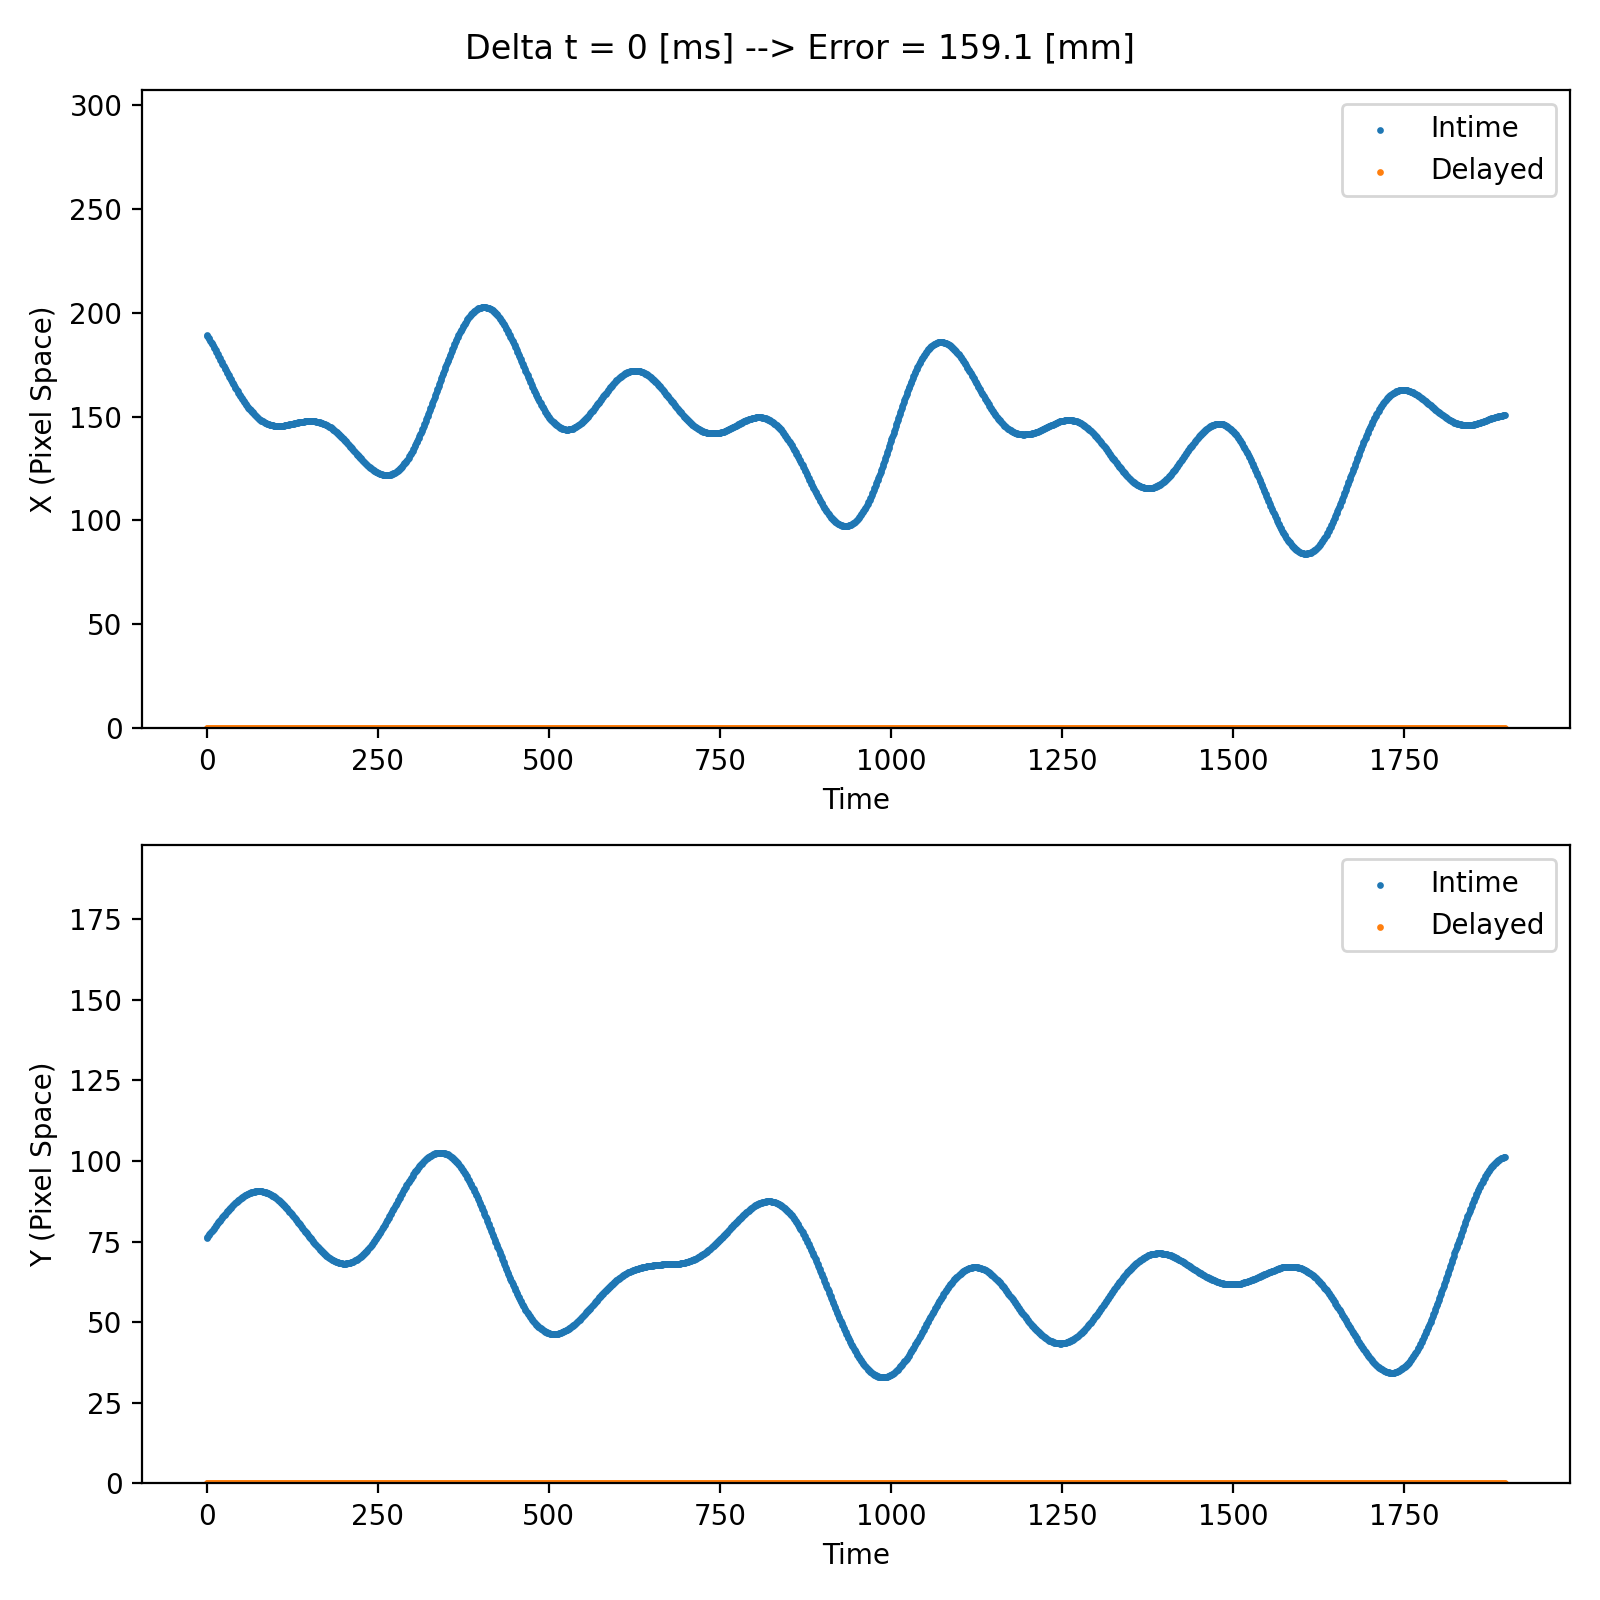 Delta t = 0 [ms] --> Error = 159.1 [mm]
300
250
200
150
100
50
0
X (Pixel Space)
Intime
Delayed
0 250 500 750 1000 1250 1500 1750
Time
175
150
125
100
75
50
25
0
Y (Pixel Space)
Intime
Delayed
0 250 500 750 1000 1250 1500 1750
Time